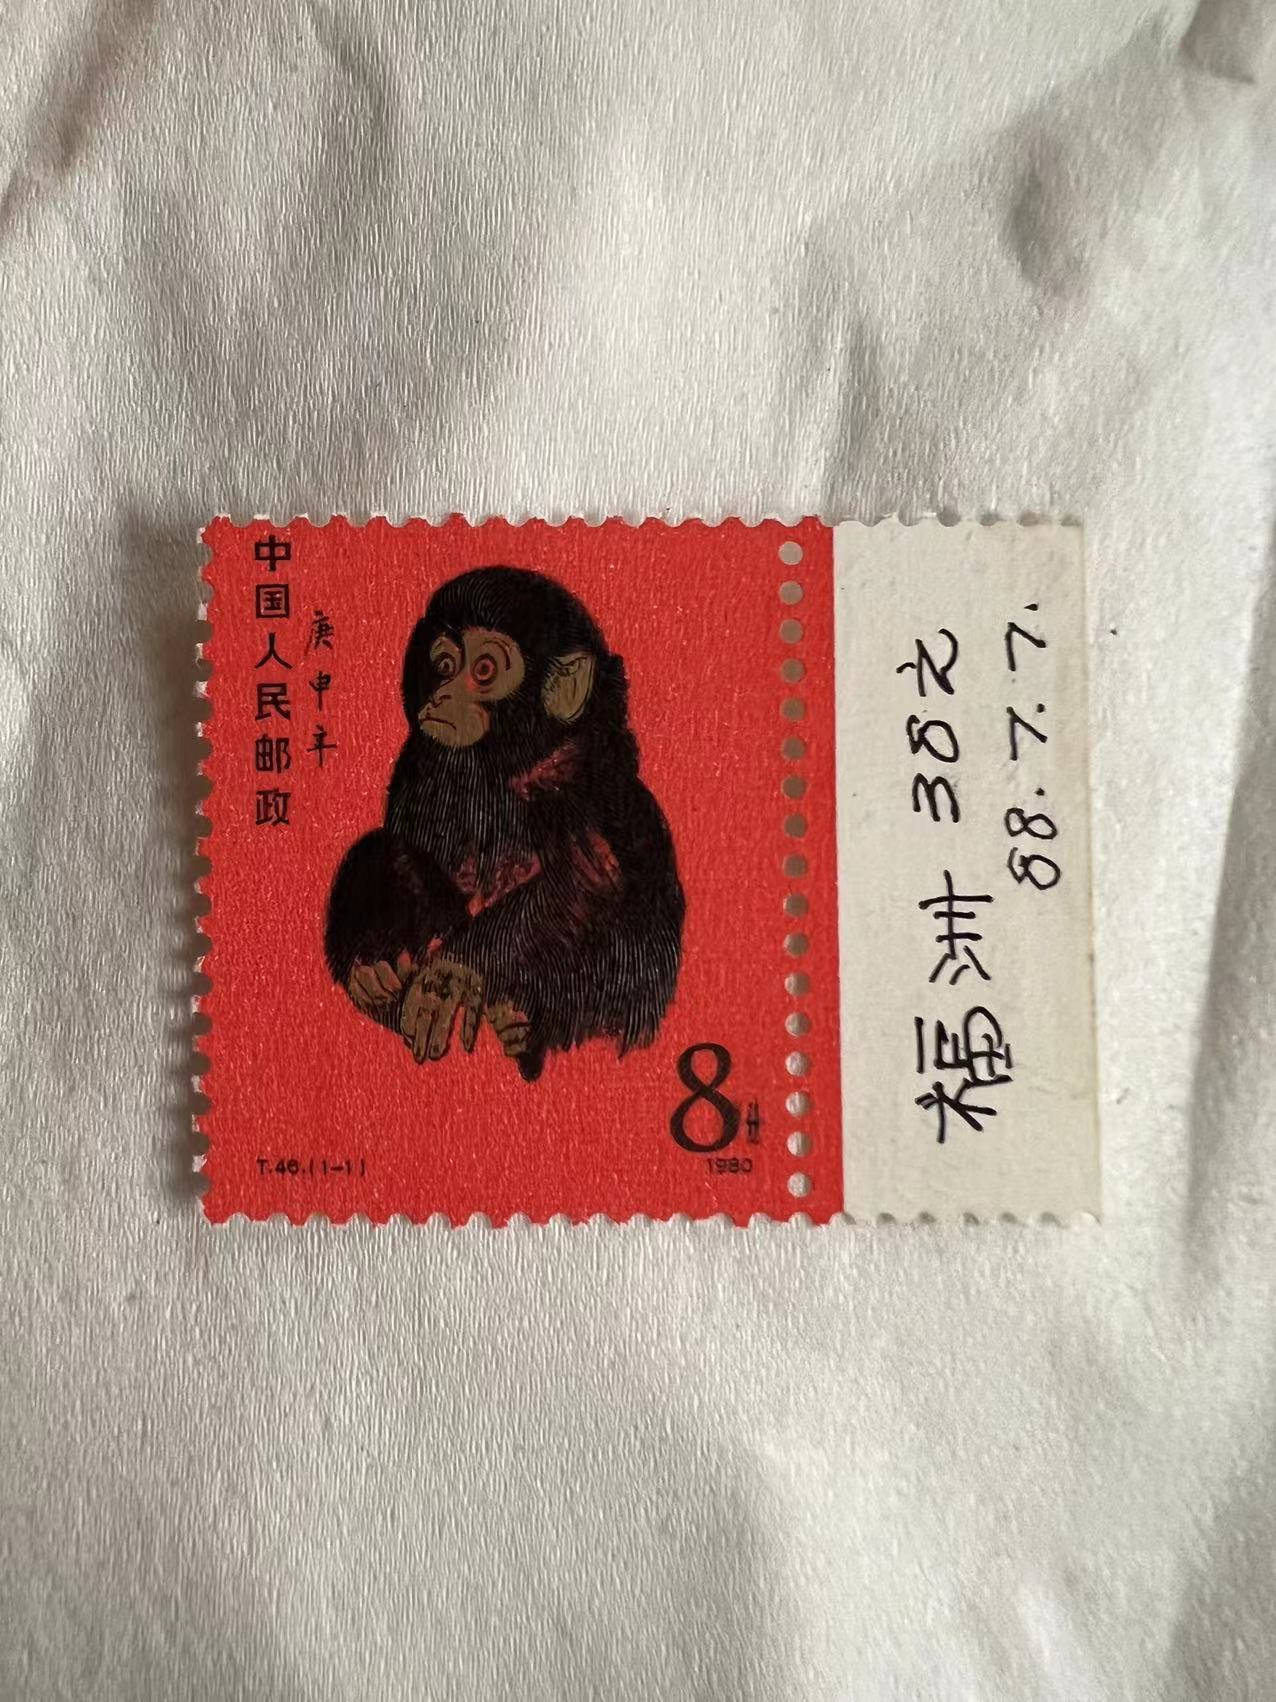 中国人民邮政
庚申年
8分
T.46.(1-1)
1980
福州 38元
88.7.7.